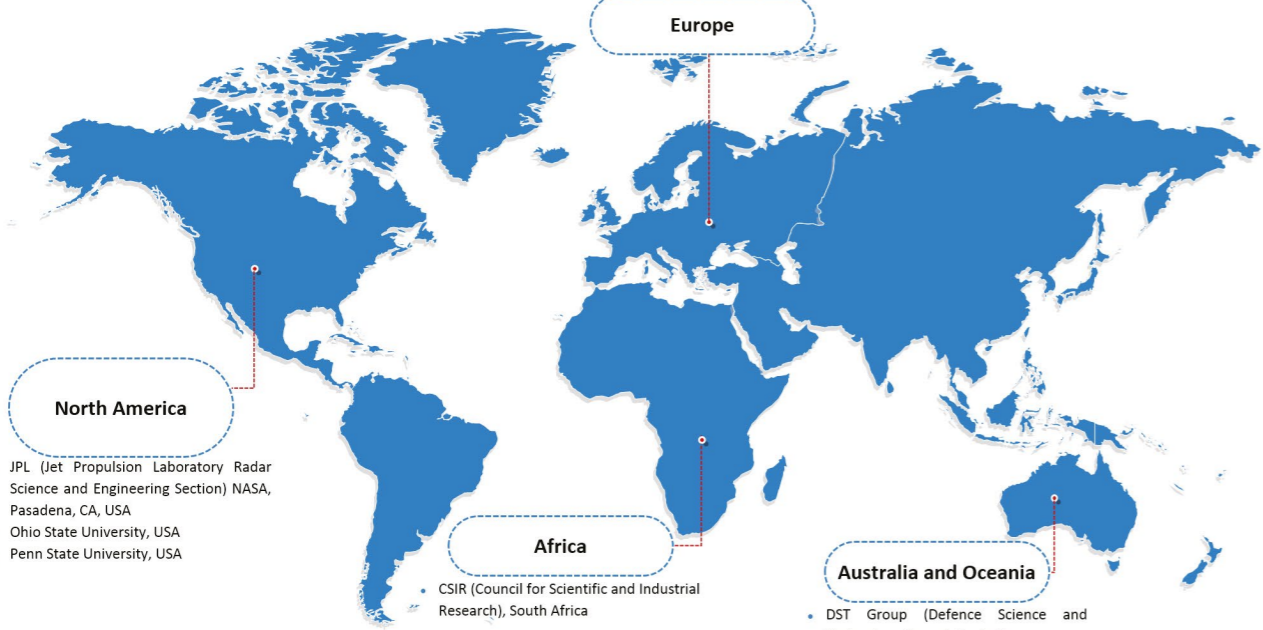 Europe
North America
JPL (Jet Propulsion Laboratory Radar
Science and Engineering Section) NASA,
Pasadena, CA, USA
Ohio State University, USA
Penn State University, USA
Africa
• CSIR (Council for Scientific and Industrial
Research), South Africa
Australia and Oceania
• DST Group (Defence Science and